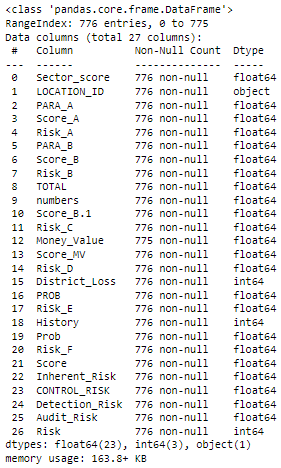 <class 'pandas.core.frame.DataFrame'>
RangeIndex: 776 entries, 0 to 775
Data columns (total 27 columns):
 #   Column          Non-Null Count  Dtype
---  ------          --------------  -----
 0   Sector_score    776 non-null    float64
 1   LOCATION_ID     776 non-null    object
 2   PARA_A          776 non-null    float64
 3   Score_A         776 non-null    float64
 4   Risk_A          776 non-null    float64
 5   PARA_B          776 non-null    float64
 6   Score_B         776 non-null    float64
 7   Risk_B          776 non-null    float64
 8   TOTAL           776 non-null    float64
 9   numbers         776 non-null    float64
 10  Score_B.1       776 non-null    float64
 11  Risk_C          776 non-null    float64
 12  Money_Value     775 non-null    float64
 13  Score_MV        776 non-null    float64
 14  Risk_D          776 non-null    float64
 15  District_Loss   776 non-null    int64
 16  PROB            776 non-null    float64
 17  RiSk_E          776 non-null    float64
 18  History         776 non-null    int64
 19  Prob            776 non-null    float64
 20  Risk_F          776 non-null    float64
 21  Score           776 non-null    float64
 22  Inherent_Risk   776 non-null    float64
 23  CONTROL_RISK    776 non-null    float64
 24  Detection_Risk  776 non-null    float64
 25  Audit_Risk      776 non-null    float64
 26  Risk            776 non-null    int64
dtypes: float64(23), int64(3), object(1)
memory usage: 163.8+ KB